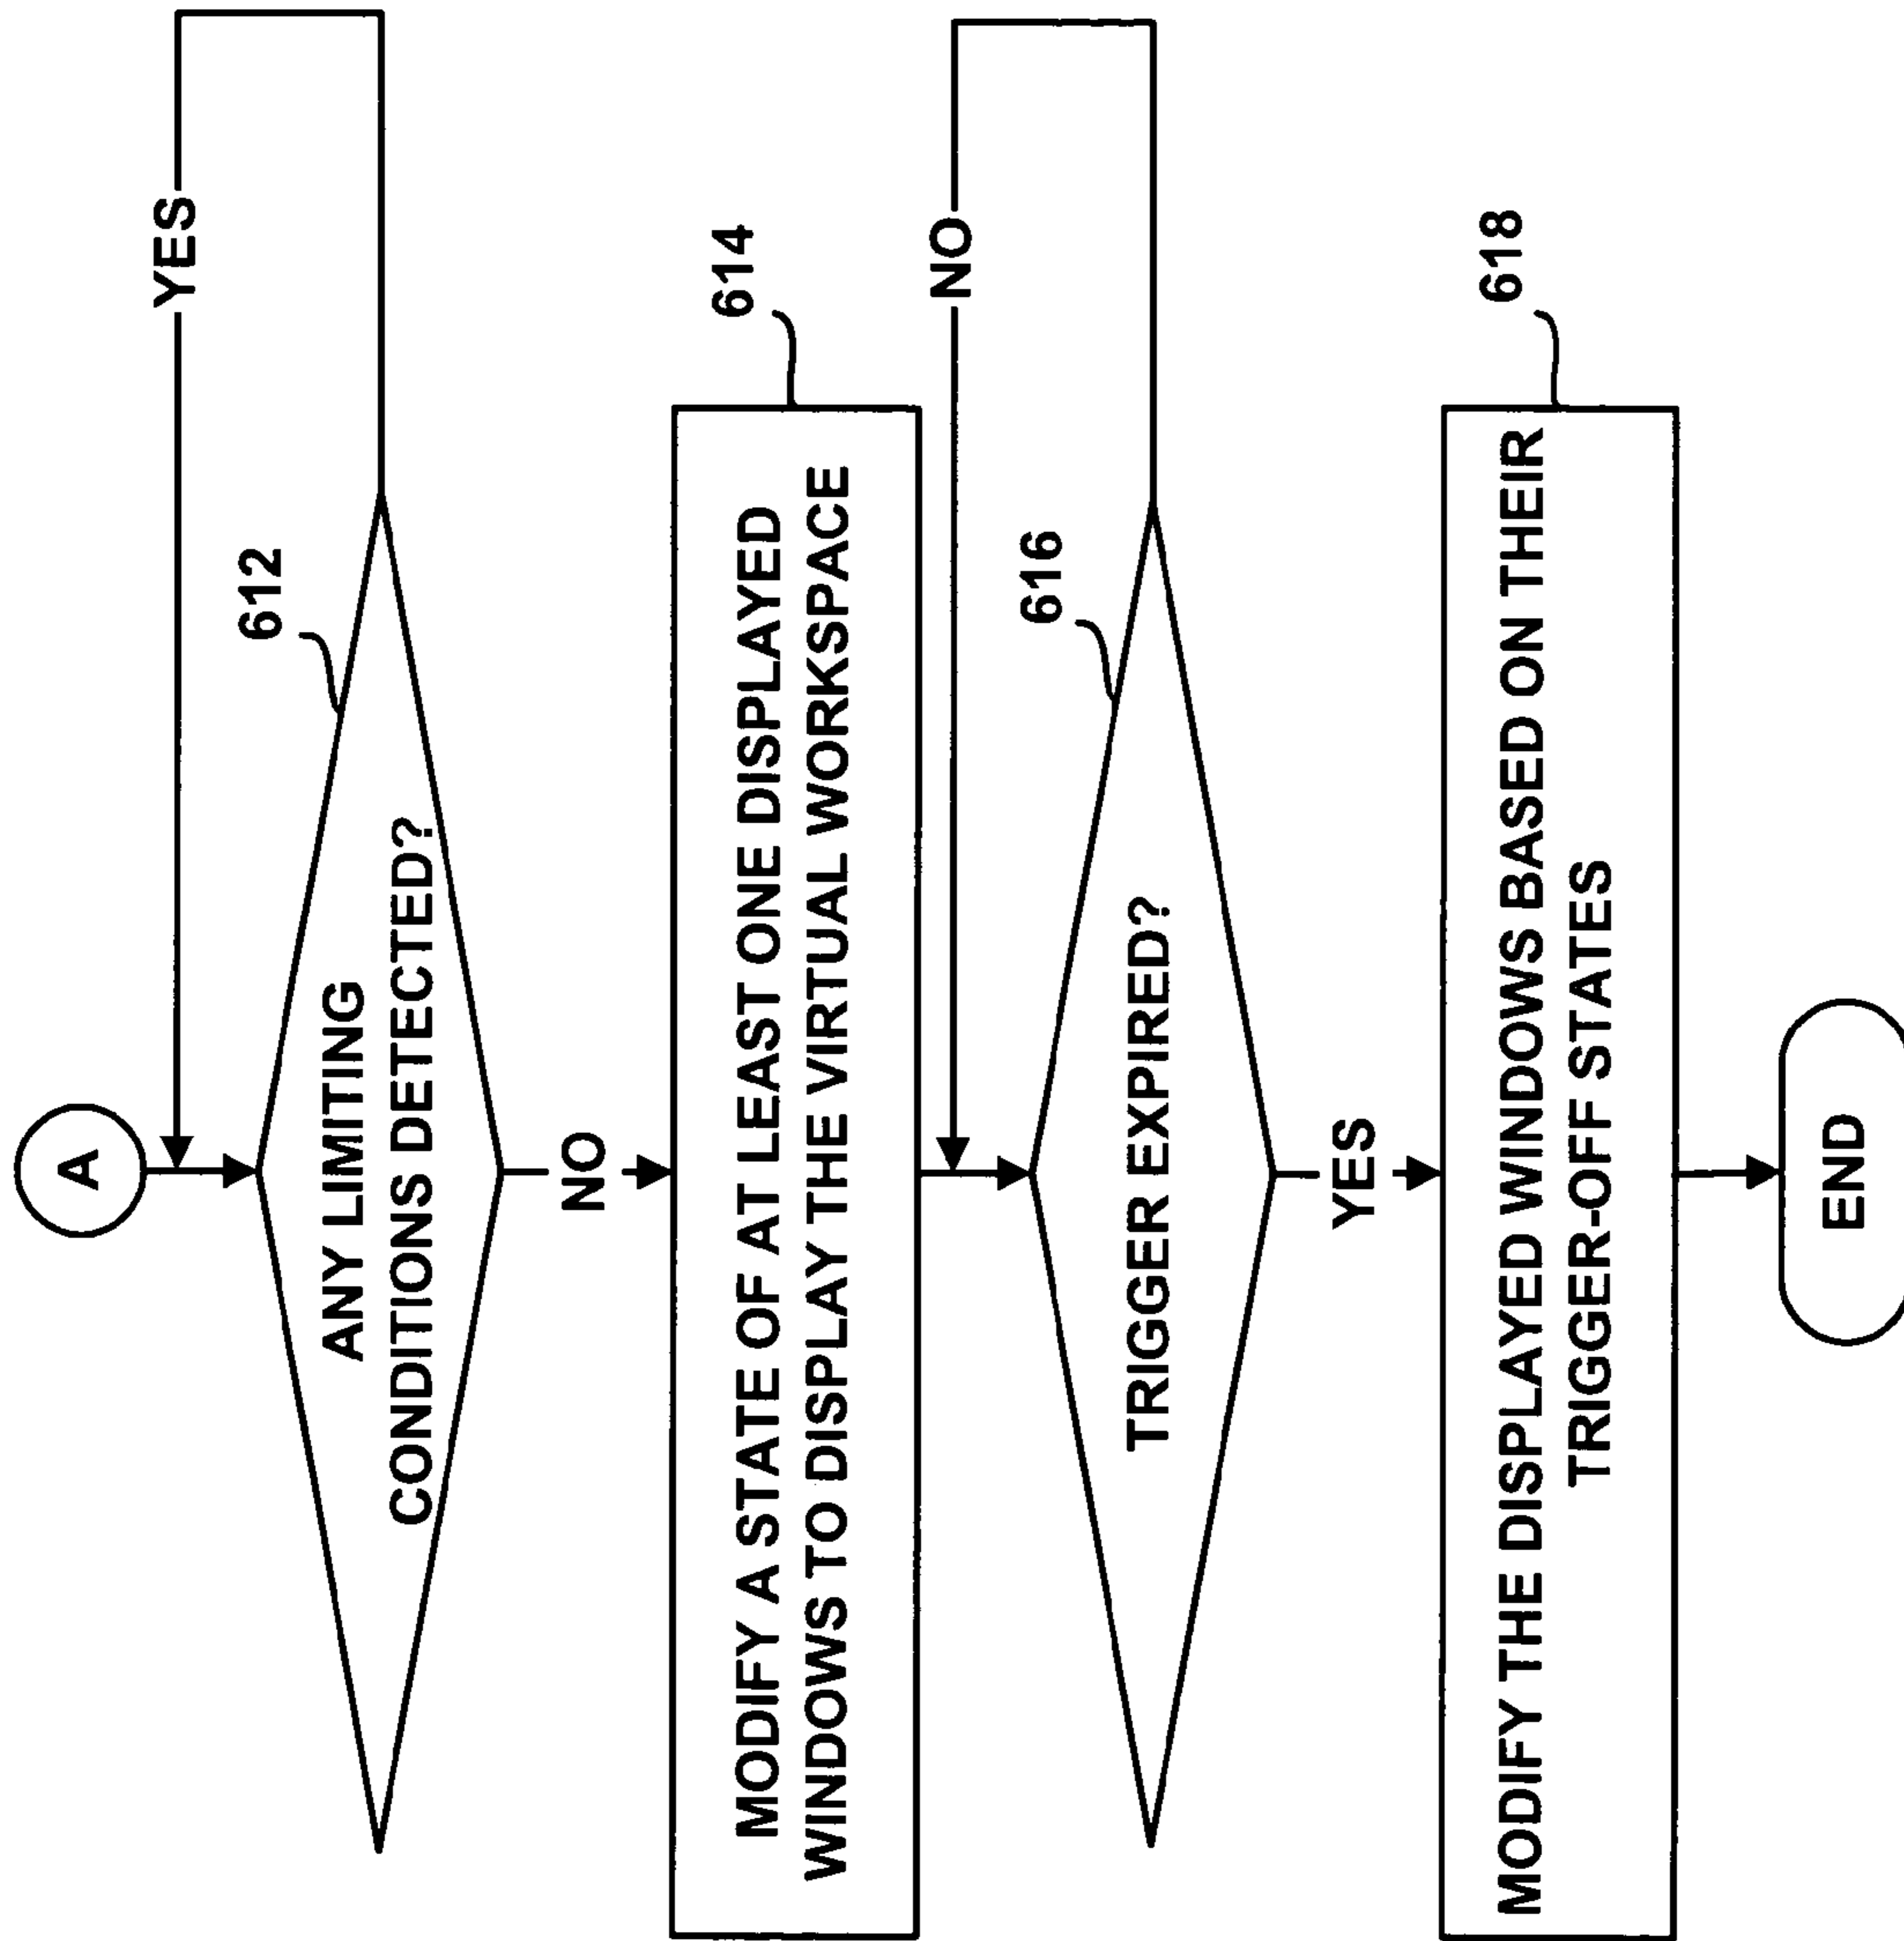 A
YES
612
ANY LIMITING
CONDITIONS DETECTED?
NO
614
MODIFY A STATE OF AT LEAST ONE DISPLAYED
WINDOWS TO DISPLAY THE VIRTUAL WORKSPACE
NO
616
TRIGGER EXPIRED?
YES
618
MODIFY THE DISPLAYED WINDOWS BASED ON THEIR
TRIGGER-OFF STATES
END